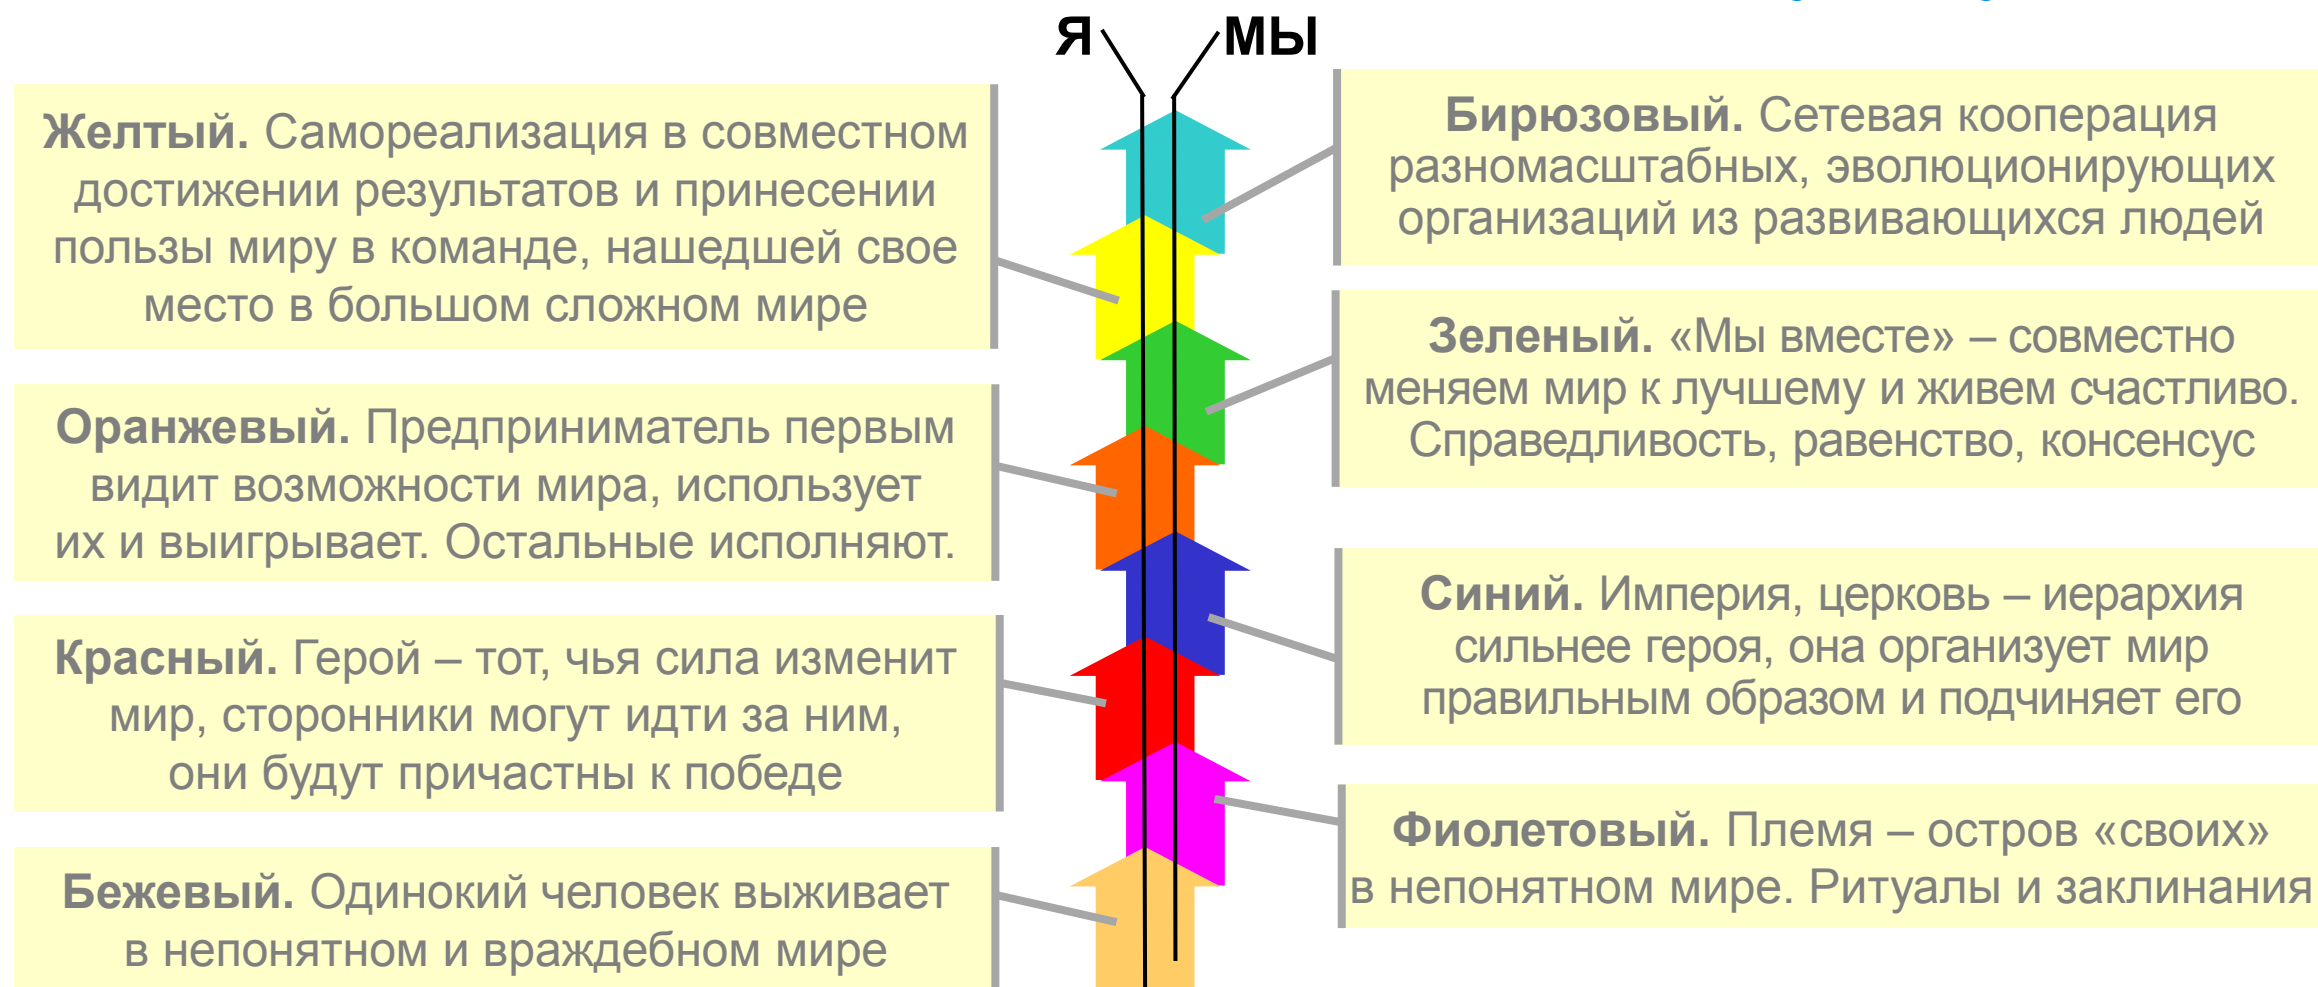 Я
МЫ
Желтый. Самореализация в совместном
достижении результатов и принесении
пользы миру в команде, нашедшей свое
место в большом сложном мире
Бирюзовый. Сетевая кооперация
разномасштабных, эволюционирующих
организаций из развивающихся людей
Зеленый. «Мы вместе» – совместно
меняем мир к лучшему и живем счастливо.
Справедливость, равенство, консенсус
Оранжевый. Предприниматель первым
видит возможности мира, использует
их и выигрывает. Остальные исполняют.
Синий. Империя, церковь – иерархия
сильнее героя, она организует мир
правильным образом и подчиняет его
Красный. Герой – тот, чья сила изменит
мир, сторонники могут идти за ним,
они будут причастны к победе
Фиолетовый. Племя – остров «своих»
в непонятном мире. Ритуалы и заклинания
Бежевый. Одинокий человек выживает
в непонятном и враждебном мире